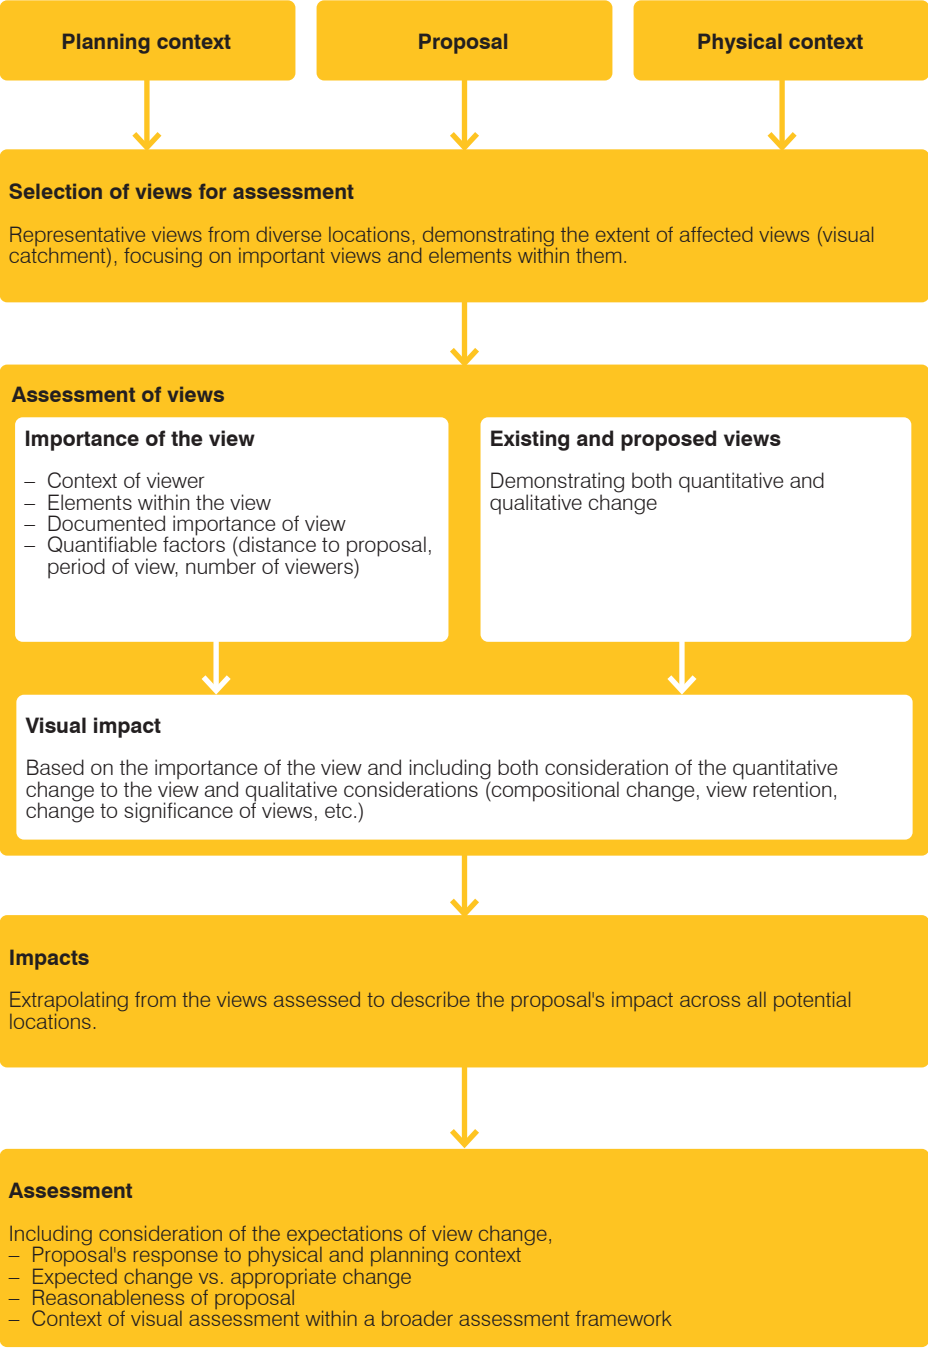 Planning context
Proposal
Physical context
Selection of views for assessment
Representative views from diverse locations, demonstrating the extent of affected views (visual
catchment), focusing on important views and elements within them.
Assessment of views
Importance of the view
– Context of viewer
– Elements within the view
– Documented importance of view
– Quantifiable factors (distance to proposal,
period of view, number of viewers)
Existing and proposed views
Demonstrating both quantitative and
qualitative change
Visual impact
Based on the importance of the view and including both consideration of the quantitative
change to the view and qualitative considerations (compositional change, view retention,
change to significance of views, etc.)
Impacts
Extrapolating from the views assessed to describe the proposal's impact across all potential
locations.
Assessment
Including consideration of the expectations of view change,
– Proposal's response to physical and planning context
– Expected change vs. appropriate change
– Reasonableness of proposal
– Context of visual assessment within a broader assessment framework